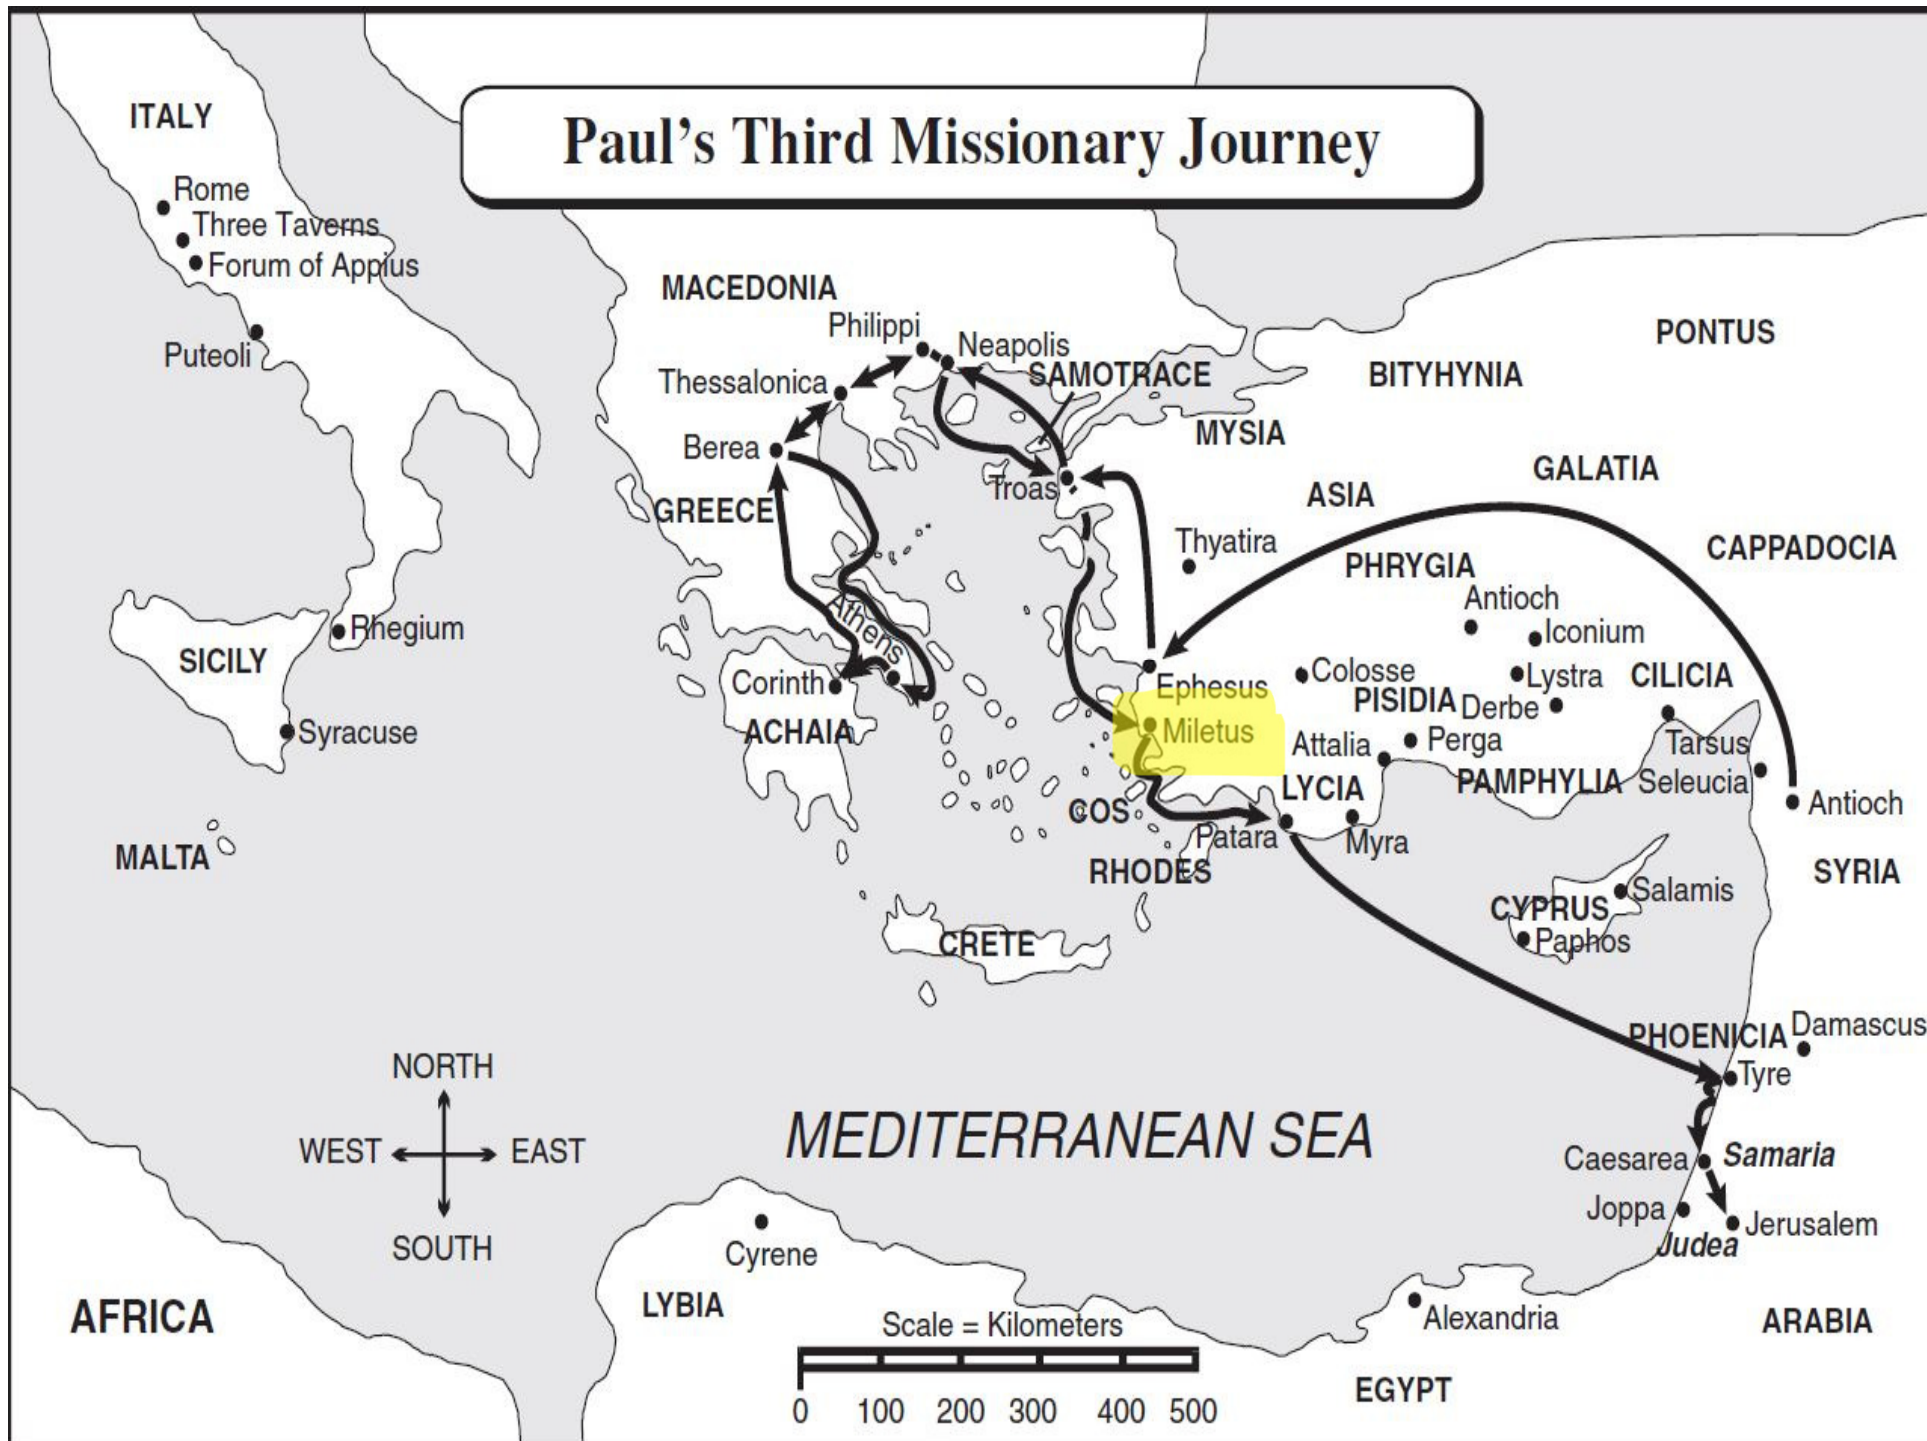 Paul's Third Missionary Journey
ITALY
Rome
Three Taverns
Forum of Appius
Puteoli
MACEDONIA
Philippi
Neapolis
SAMOTRACE
Thessalonica
Berea
GREECE
Troas
MYSIA
BITYHYNIA
PONTUS
GALATIA
ASIA
Thyatira
PHRYGIA
CAPPADOCIA
Antioch
Iconium
Lystra
CILICIA
Colosse
PISIDIA
Derbe
Perga
Attalia
Tarsus
Seleucia
PAMPHYLIA
LYCIA
Antioch
Ephesus
Miletus
Athens
Corinth
ACHAIA
Rhegium
SICILY
Syracuse
MALTA
COS
Patara
Myra
RHODES
CRETE
SYRIA
Salamis
CYPRUS
Paphos
PHOENICIA
Damascus
Tyre
NORTH
WEST
EAST
SOUTH
MEDITERRANEAN SEA
Caesarea
Samaria
Joppa
Jerusalem
Judea
Cyrene
AFRICA
LYBIA
Scale = Kilometers
0 100 200 300 400 500
Alexandria
ARABIA
EGYPT